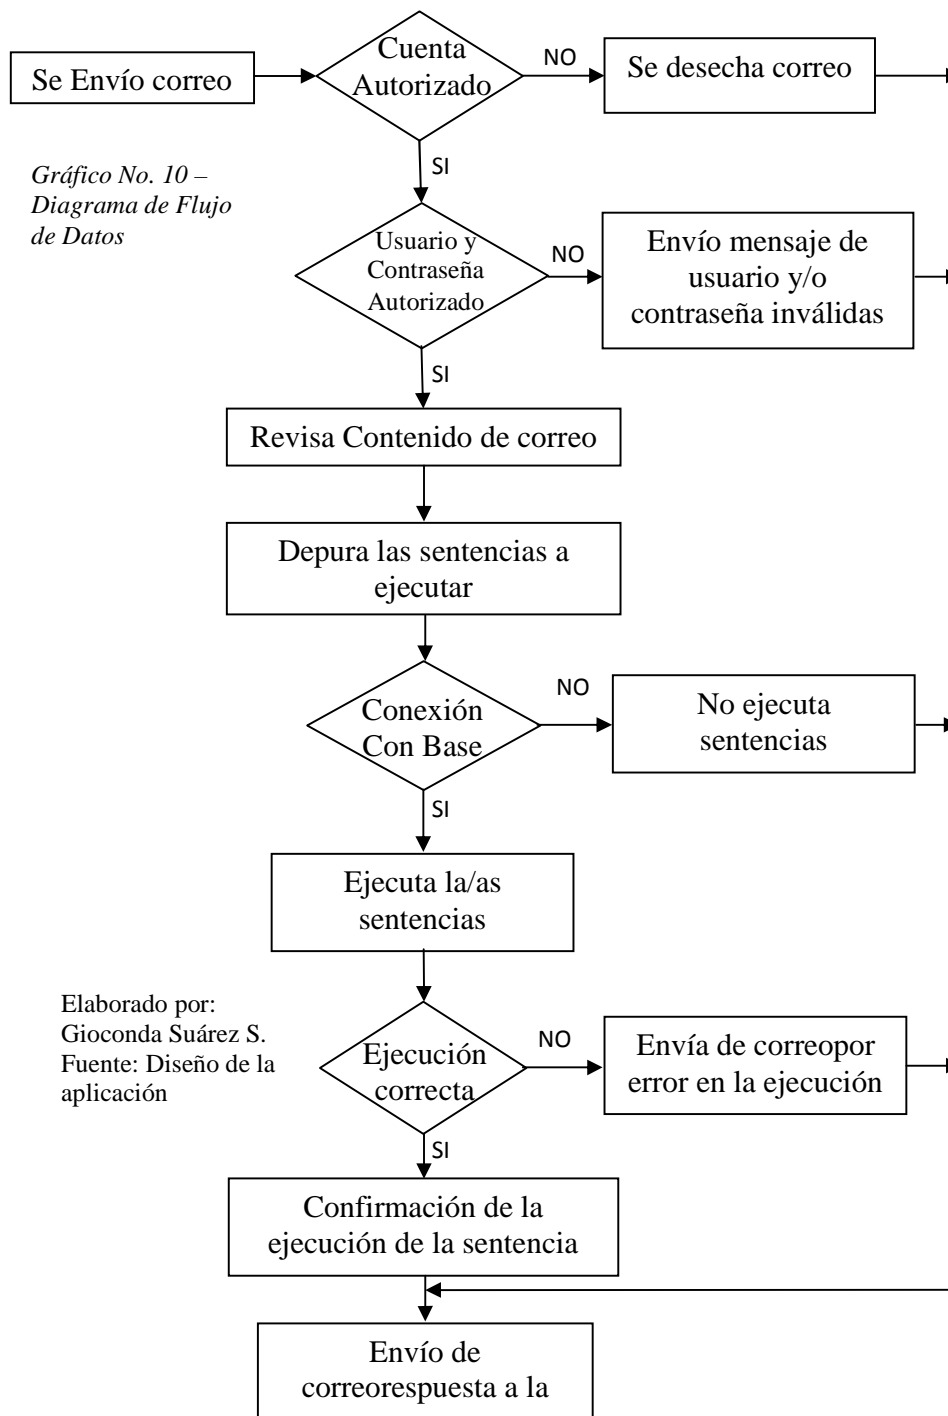 Se Envío correo
Cuenta
Autorizado
NO
Se desecha correo
SI
Gráfico No. 10 –
Diagrama de Flujo
de Datos
Usuario y
Contraseña
Autorizado
NO
Envío mensaje de
usuario y/o
contraseña inválidas
SI
Revisa Contenido de correo
Depura las sentencias a
ejecutar
Conexión
Con Base
NO
No ejecuta
sentencias
SI
Ejecuta la/as
sentencias
Elaborado por:
Gioconda Suárez S.
Fuente: Diseño de la
aplicación
Ejecución
correcta
NO
Envía de correopor
error en la ejecución
SI
Confirmación de la
ejecución de la sentencia
Envío de
correorespuesta a la